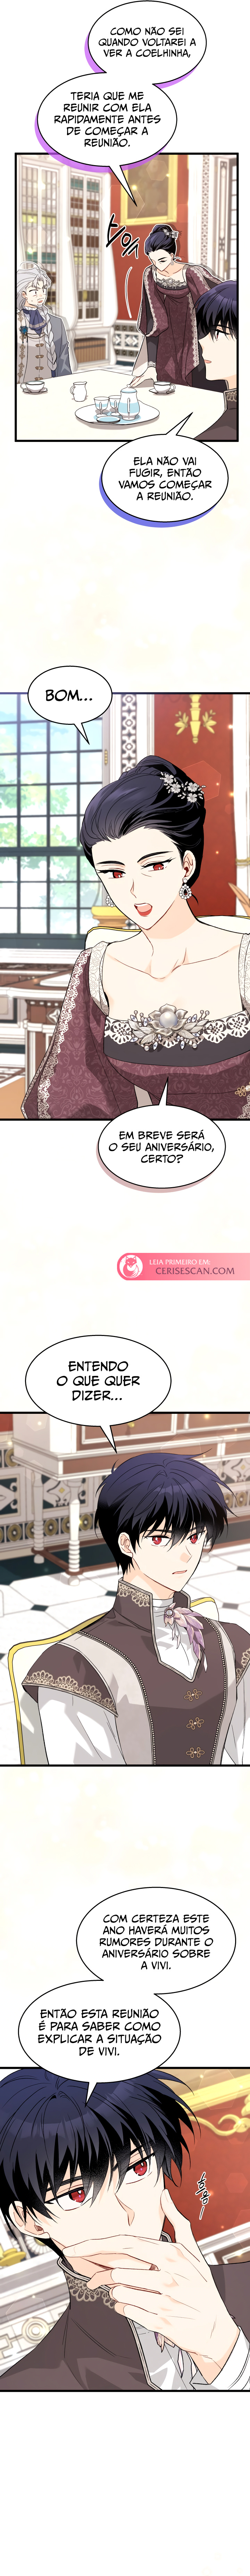 COMO NÃO SEI
QUANDO VOLTAREI A
VER A COELHINHA,
TERIA QUE ME
REUNIR COM ELA
RAPIDAMENTE ANTES
DE COMEÇAR A
REUNIÃO.
ELA NÃO VAI
FUGIR, ENTÃO
VAMOS COMEÇAR
A REUNIÃO.
BOM...
EM BREVE SERÁ
O SEU ANIVERSÁRIO,
CERTO?
LEIA PRIMEIRO EM:
CERISESCAN.COM
ENTENDO
O QUE QUER
DIZER...
COM CERTEZA ESTE
ANO HAVERÁ MUITOS
RUMORES DURANTE O
ANIVERSÁRIO SOBRE
A VIVI.
ENTÃO ESTA REUNIÃO
É PARA SABER COMO
EXPLICAR A SITUAÇÃO
DE VIVI.